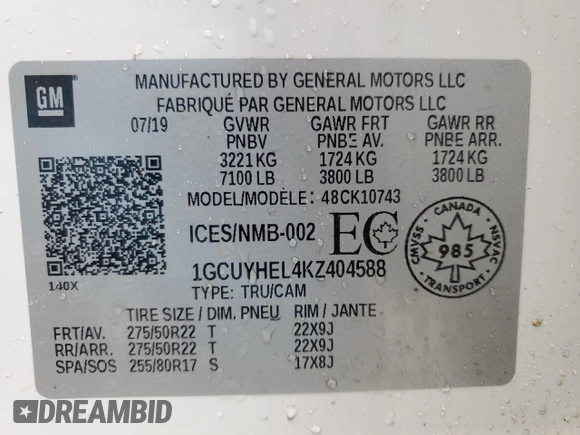 GM
MANUFACTURED BY GENERAL MOTORS LLC
FABRIQUÉ PAR GENERAL MOTORS LLC
07/19 GVWR GAWR FRT GAWR RR
PNBV PNBE AV. PNBE ARR.
3221 KG 1724 KG 1724 KG
7100 LB 3800 LB 3800 LB
MODEL/MODÈLE: 48CK10743
ICES/NMB-002 EC
CANADA
CMVSS 985 NSVAC
TRANSPORT
1GCUYHEL4KZ404588
140X
TYPE: TRU/CAM
TIRE SIZE / DIM. PNEU RIM / JANTE
FRT/AV. 275/50R22 T 22X9J
RR/ARR. 275/50R22 T 22X9J
SPA/SOS 255/80R17 S 17X8J
DREAMBID